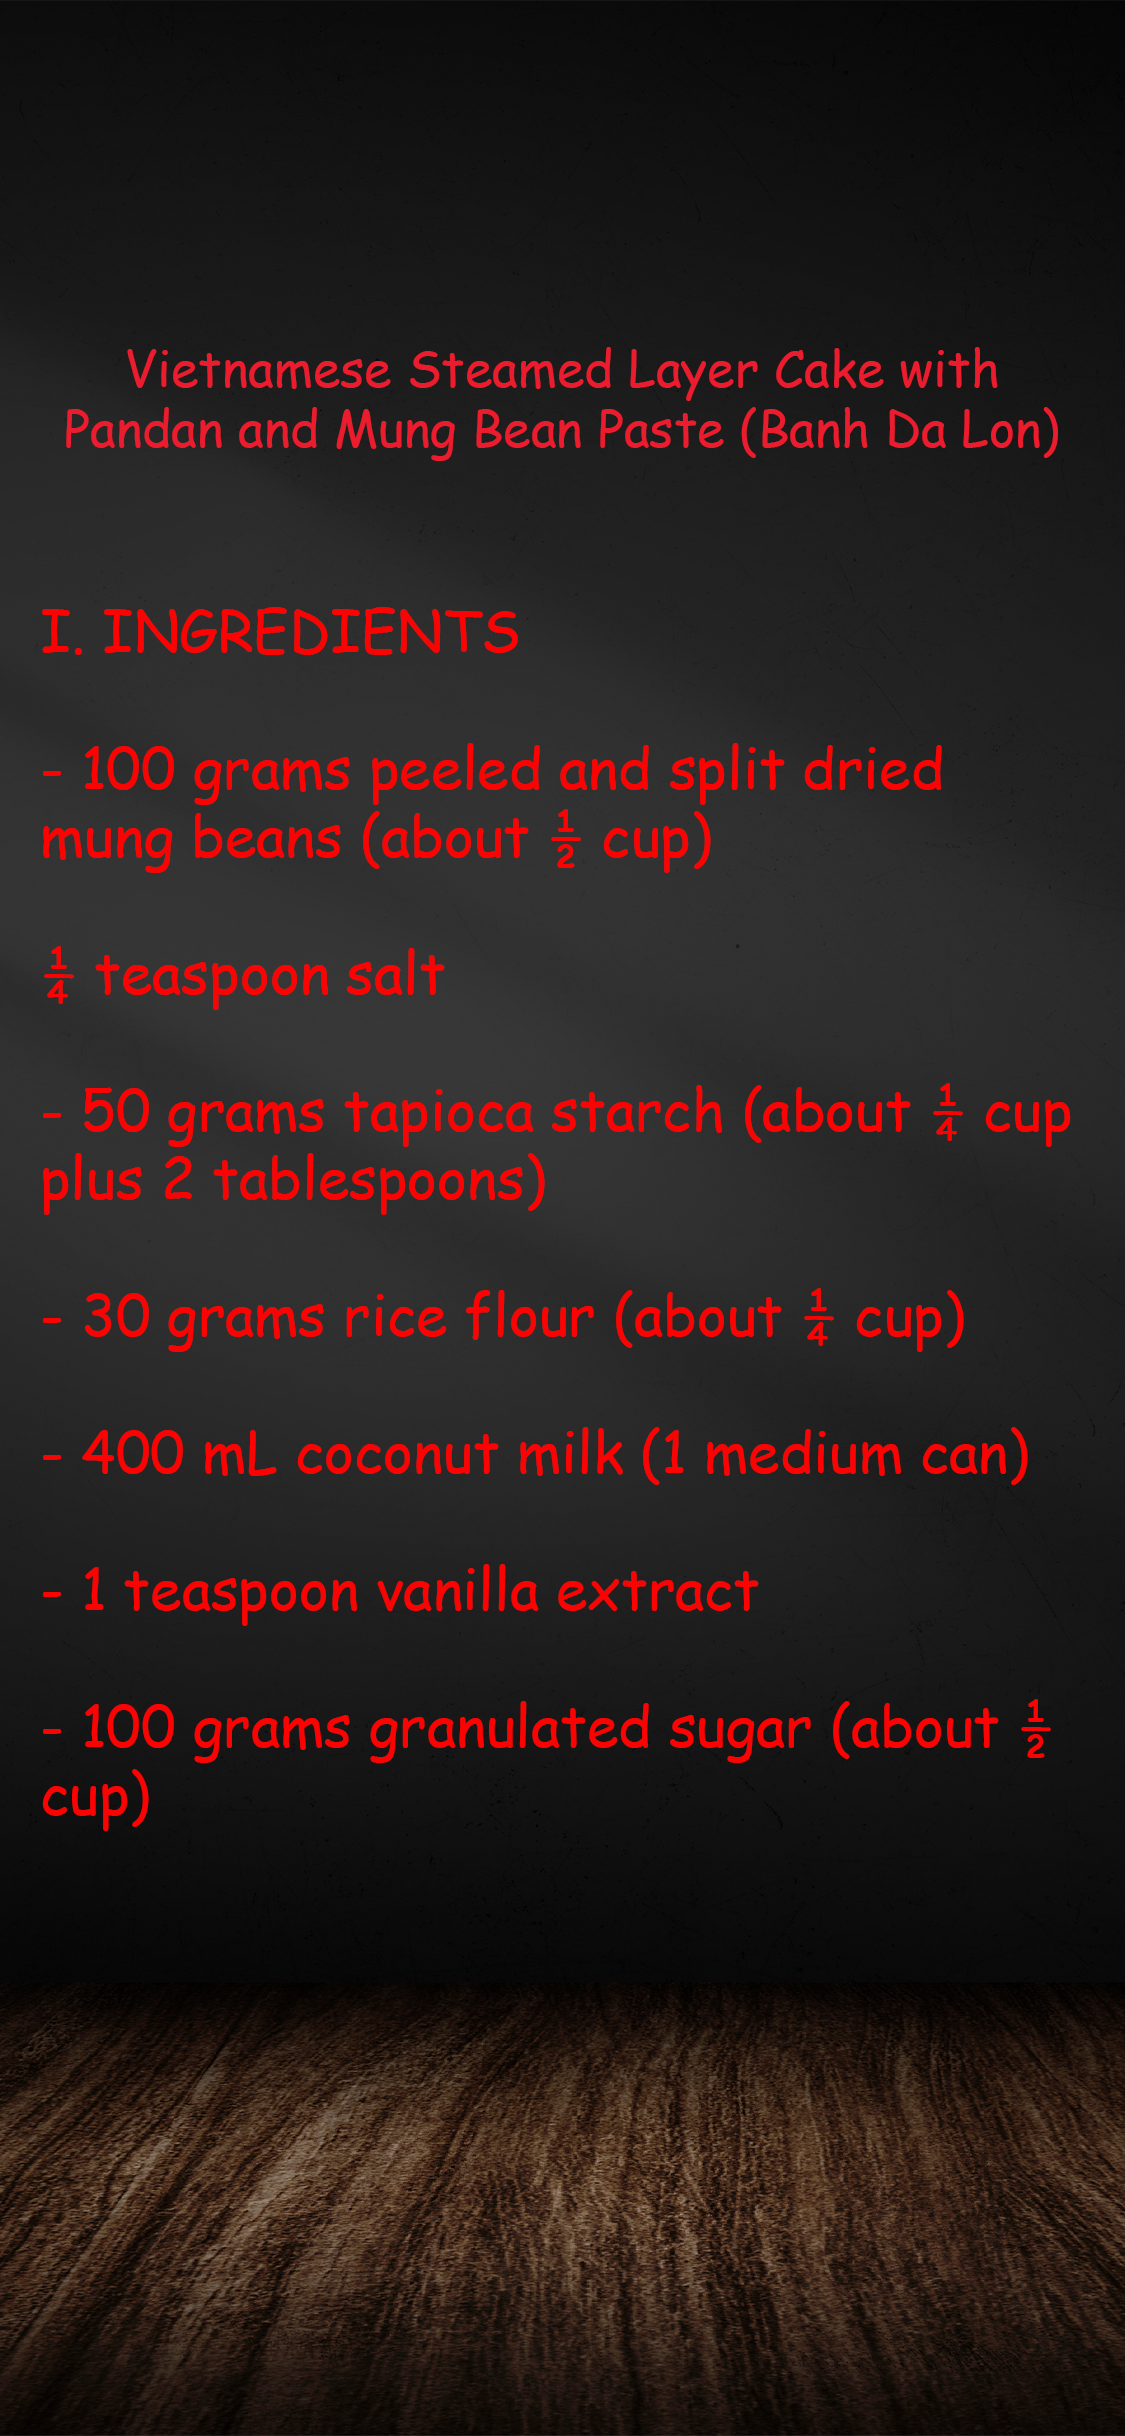 Vietnamese Steamed Layer Cake with
Pandan and Mung Bean Paste (Banh Da Lon)
I. INGREDIENTS
- 100 grams peeled and split dried
mung beans (about ½ cup)
¼ teaspoon salt
- 50 grams tapioca starch (about ¼ cup
plus 2 tablespoons)
- 30 grams rice flour (about ¼ cup)
- 400 mL coconut milk (1 medium can)
- 1 teaspoon vanilla extract
- 100 grams granulated sugar (about ½
cup)